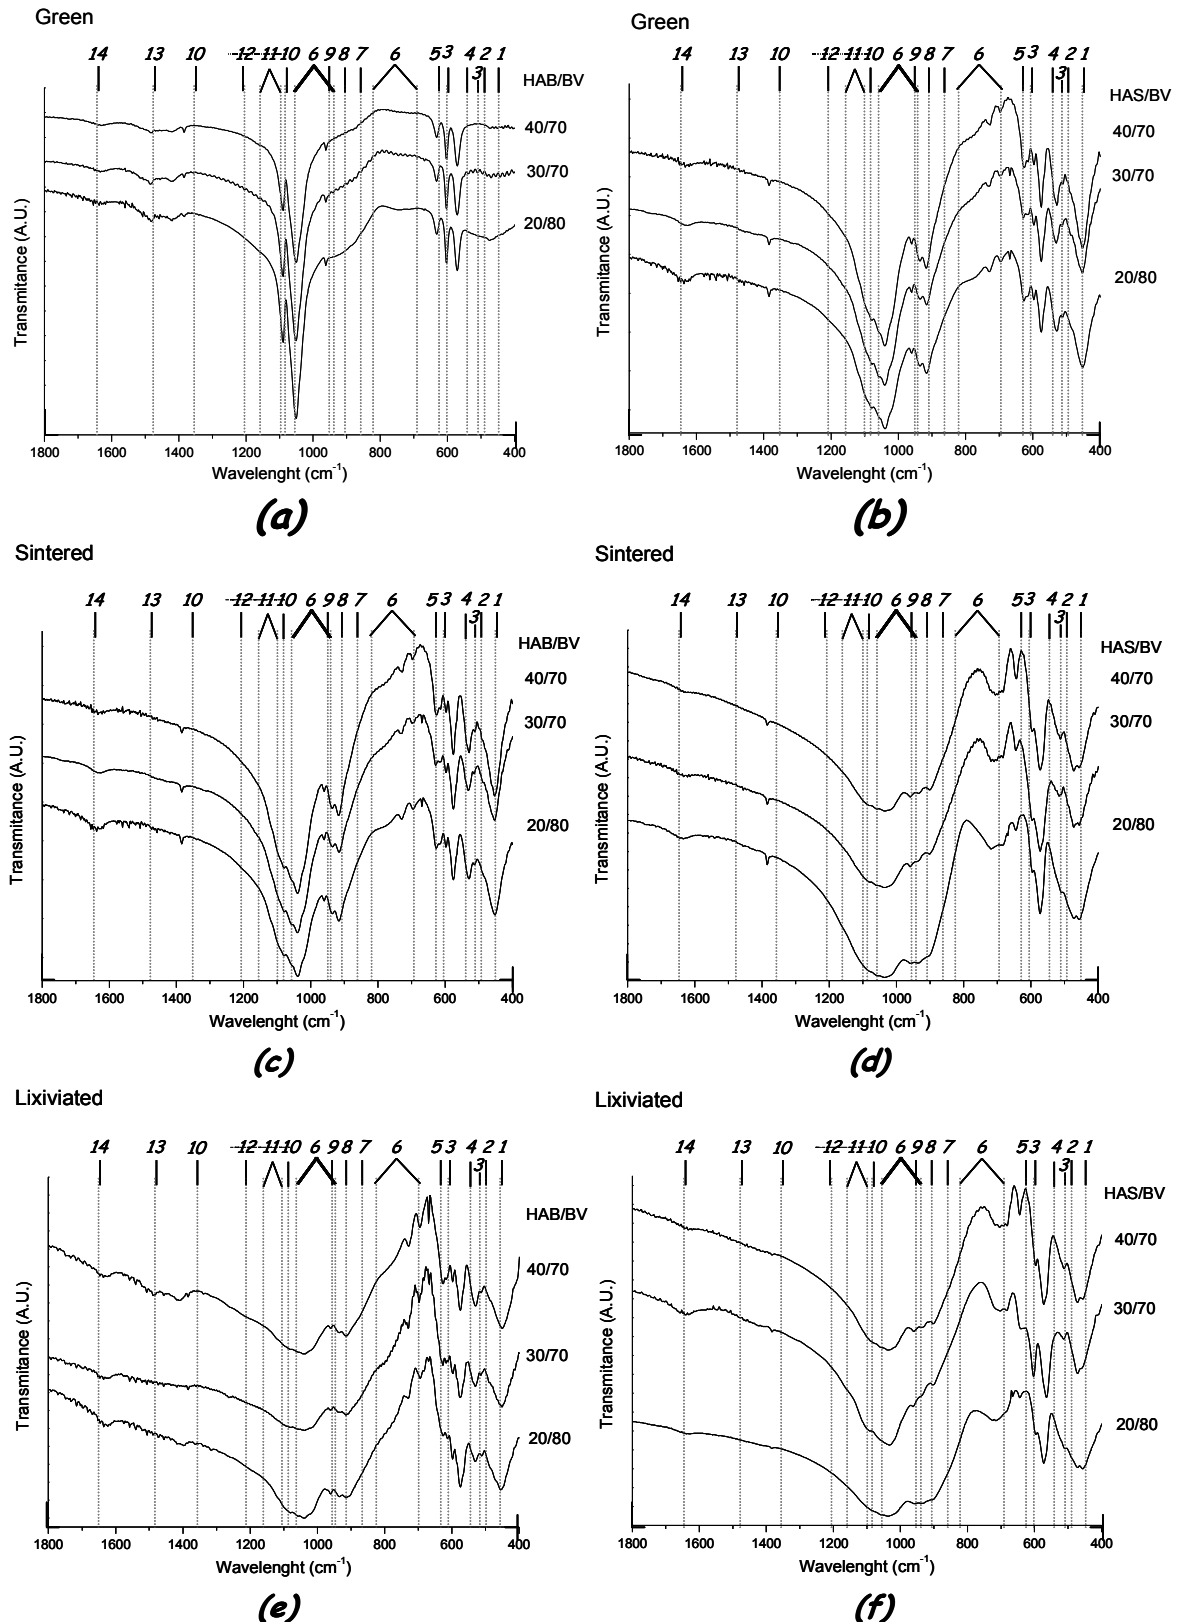 Green
14 13 10 12 11 10 6 9 8 7 6 5 3 4 3 2 1
HAB/BV
40/70
30/70
20/80
Transmitance (A.U.)
1800 1600 1400 1200 1000 800 600 400
Wavelenght (cm-1)
(a)
Green
14 13 10 12 11 10 6 9 8 7 6 5 3 4 3 2 1
HAS/BV
40/70
30/70
20/80
Transmitance (A.U.)
1800 1600 1400 1200 1000 800 600 400
Wavelenght (cm-1)
(b)
Sintered
14 13 10 12 11 10 6 9 8 7 6 5 3 4 3 2 1
HAB/BV
40/70
30/70
20/80
Transmitance (A.U.)
1800 1600 1400 1200 1000 800 600 400
Wavelenght (cm-1)
(c)
Sintered
14 13 10 12 11 10 6 9 8 7 6 5 3 4 3 2 1
HAS/BV
40/70
30/70
20/80
Transmitance (A.U.)
1800 1600 1400 1200 1000 800 600 400
Wavelenght (cm-1)
(d)
Lixiviated
14 13 10 12 11 10 6 9 8 7 6 5 3 4 3 2 1
HAB/BV
40/70
30/70
20/80
Transmitance (A.U.)
1800 1600 1400 1200 1000 800 600 400
Wavelenght (cm-1)
(e)
Lixiviated
14 13 10 12 11 10 6 9 8 7 6 5 3 4 3 2 1
HAS/BV
40/70
30/70
20/80
Transmitance (A.U.)
1800 1600 1400 1200 1000 800 600 400
Wavelenght (cm-1)
(f)